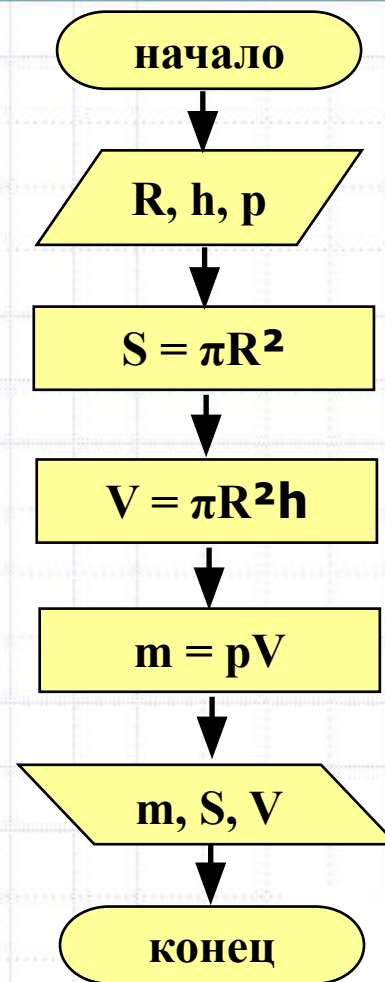 начало
R, h, p
S = πR²
V = πR²h
m = pV
m, S, V
конец